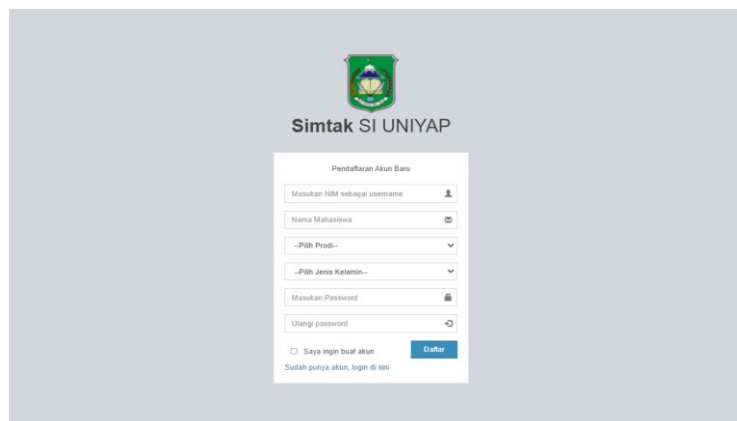 Simtak SI UNIYAP
Pendaftaran Akun Baru
Masukan NIM sebagai username
Nama Mahasiswa
--Pilih Prodi--
--Pilih Jenis Kelamin--
Masukan Password
Ulangi password
Saya ingin buat akun
Daftar
Sudah punya akun, login di sini